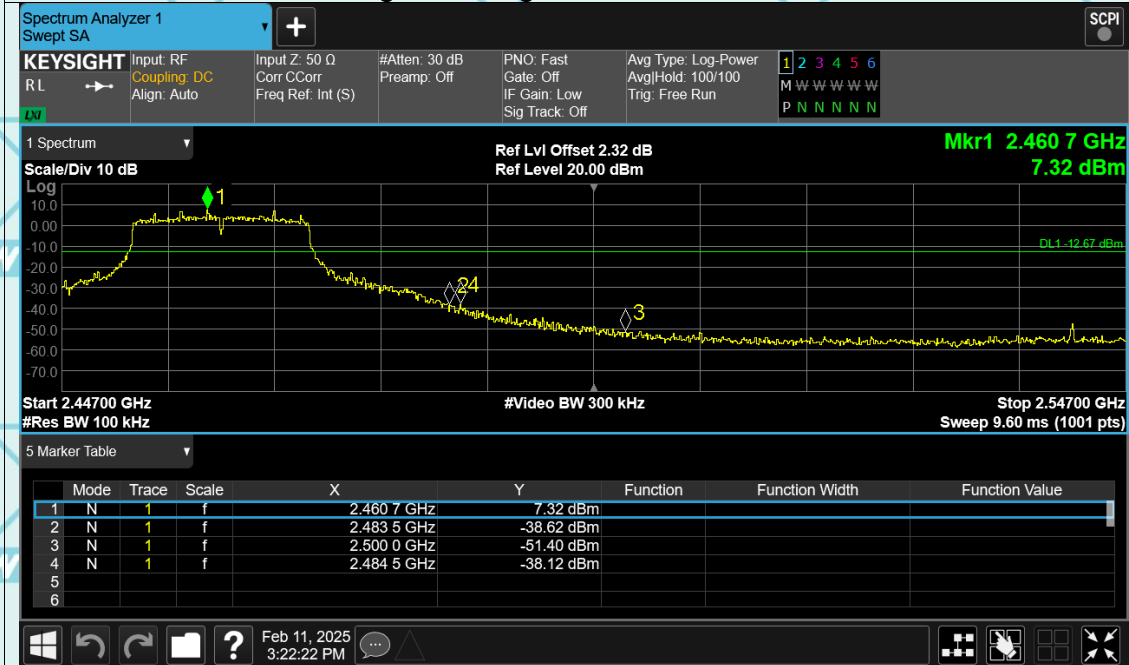 Spectrum Analyzer 1
Swept SA
+
SCPI
KEYSIGHT
RL
LXI
Input: RF
Coupling: DC
Align: Auto
Input Z: 50 Ω
Corr CCorr
Freq Ref: Int (S)
#Atten: 30 dB
Preamp: Off
PNO: Fast
Gate: Off
IF Gain: Low
Sig Track: Off
Avg Type: Log-Power
Avg|Hold: 100/100
Trig: Free Run
1 2 3 4 5 6
M W W W W W
P N N N N N
1 Spectrum
Scale/Div 10 dB
Ref Lvl Offset 2.32 dB
Ref Level 20.00 dBm
Mkr1 2.460 7 GHz
7.32 dBm
Log
10.0
0.00
-10.0
-20.0
-30.0
-40.0
-50.0
-60.0
-70.0
1
DL1 -12.67 dBm
24
3
Start 2.44700 GHz
#Res BW 100 kHz
#Video BW 300 kHz
Stop 2.54700 GHz
Sweep 9.60 ms (1001 pts)
5 Marker Table
Mode Trace Scale X Y Function Function Width Function Value
1 N 1 f 2.460 7 GHz 7.32 dBm
2 N 1 f 2.483 5 GHz -38.62 dBm
3 N 1 f 2.500 0 GHz -51.40 dBm
4 N 1 f 2.484 5 GHz -38.12 dBm
5
6
?
Feb 11, 2025
3:22:22 PM